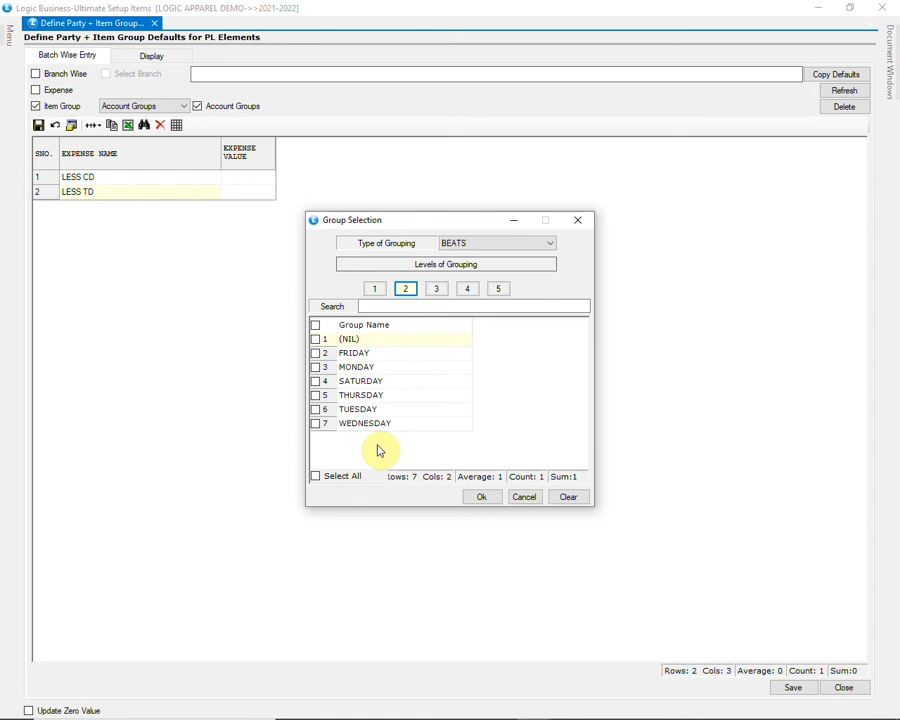 Logic Business-Ultimate Setup Items [LOGIC APPAREL DEMO->>2021-2022]
Menu
Define Party + Item Group...
Document Windows
Define Party + Item Group Defaults for PL Elements
Batch Wise Entry Display
Branch Wise Select Branch Copy Defaults
Expense Refresh
Item Group Account Groups Account Groups Delete
SNO. EXPENSE NAME EXPENSE VALUE
1 LESS CD
2 LESS TD
Group Selection
Type of Grouping BEATS
Levels of Grouping
1 2 3 4 5
Search
Group Name
1 (NIL)
2 FRIDAY
3 MONDAY
4 SATURDAY
5 THURSDAY
6 TUESDAY
7 WEDNESDAY
Select All Rows: 7 Cols: 2 Average: 1 Count: 1 Sum:1
Ok Cancel Clear
Rows: 2 Cols: 3 Average: 0 Count: 1 Sum:0
Save Close
Update Zero Value